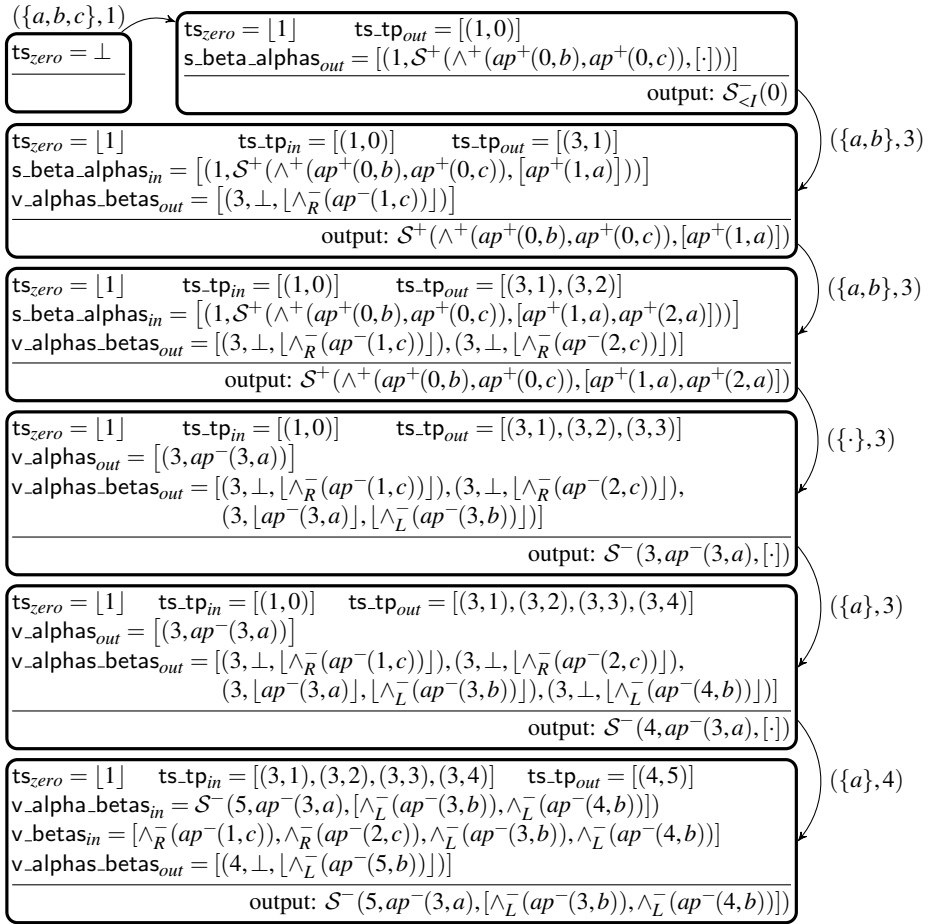 ({a,b,c},1)
ts_zero = ⊥
ts_zero = ⌊1⌋ ts_tp_out = [(1,0)]
s_beta_alphas_out = [(1,S⁺(∧⁺(ap⁺(0,b),ap⁺(0,c)),[·]))]
output: S⁻_{<I}(0)
({a,b},3)
ts_zero = ⌊1⌋ ts_tp_in = [(1,0)] ts_tp_out = [(3,1)]
s_beta_alphas_in = [(1,S⁺(∧⁺(ap⁺(0,b),ap⁺(0,c)),[ap⁺(1,a)]))]
v_alphas_betas_out = [(3,⊥,⌊∧⁻_R(ap⁻(1,c))⌋)]
output: S⁺(∧⁺(ap⁺(0,b),ap⁺(0,c)),[ap⁺(1,a)])
({a,b},3)
ts_zero = ⌊1⌋ ts_tp_in = [(1,0)] ts_tp_out = [(3,1),(3,2)]
s_beta_alphas_in = [(1,S⁺(∧⁺(ap⁺(0,b),ap⁺(0,c)),[ap⁺(1,a),ap⁺(2,a)]))]
v_alphas_betas_out = [(3,⊥,⌊∧⁻_R(ap⁻(1,c))⌋),(3,⊥,⌊∧⁻_R(ap⁻(2,c))⌋)]
output: S⁺(∧⁺(ap⁺(0,b),ap⁺(0,c)),[ap⁺(1,a),ap⁺(2,a)])
({·},3)
ts_zero = ⌊1⌋ ts_tp_in = [(1,0)] ts_tp_out = [(3,1),(3,2),(3,3)]
v_alphas_out = [(3,ap⁻(3,a))]
v_alphas_betas_out = [(3,⊥,⌊∧⁻_R(ap⁻(1,c))⌋),(3,⊥,⌊∧⁻_R(ap⁻(2,c))⌋),
(3,⌊ap⁻(3,a)⌋,⌊∧⁻_L(ap⁻(3,b))⌋)]
output: S⁻(3,ap⁻(3,a),[·])
({a},3)
ts_zero = ⌊1⌋ ts_tp_in = [(1,0)] ts_tp_out = [(3,1),(3,2),(3,3),(3,4)]
v_alphas_out = [(3,ap⁻(3,a))]
v_alphas_betas_out = [(3,⊥,⌊∧⁻_R(ap⁻(1,c))⌋),(3,⊥,⌊∧⁻_R(ap⁻(2,c))⌋),
(3,⌊ap⁻(3,a)⌋,⌊∧⁻_L(ap⁻(3,b))⌋),(3,⊥,⌊∧⁻_L(ap⁻(4,b))⌋)]
output: S⁻(4,ap⁻(3,a),[·])
({a},4)
ts_zero = ⌊1⌋ ts_tp_in = [(3,1),(3,2),(3,3),(3,4)] ts_tp_out = [(4,5)]
v_alpha_betas_in = S⁻(5,ap⁻(3,a),[∧⁻_L(ap⁻(3,b)),∧⁻_L(ap⁻(4,b))])
v_betas_in = [∧⁻_R(ap⁻(1,c)),∧⁻_R(ap⁻(2,c)),∧⁻_L(ap⁻(3,b)),∧⁻_L(ap⁻(4,b))]
v_alphas_betas_out = [(4,⊥,⌊∧⁻_L(ap⁻(5,b))⌋)]
output: S⁻(5,ap⁻(3,a),[∧⁻_L(ap⁻(3,b)),∧⁻_L(ap⁻(4,b))])